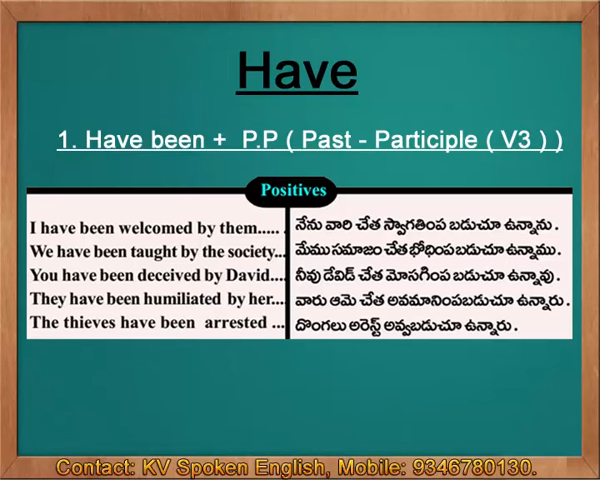 Have
1. Have been + P.P ( Past - Participle ( V3 ) )
Positives
I have been welcomed by them..... . నేను వారి చేత స్వాగతింప బడుచూ ఉన్నాను .
We have been taught by the society... మేము సమాజం చేత భోధింప బడుచూ ఉన్నాము .
You have been deceived by David.... నీవు డేవిడ్ చేత మోసగింప బడుచూ ఉన్నావు .
They have been humiliated by her.... వారు ఆమె చేత అవమానింపబడుచూ ఉన్నారు .
The thieves have been arrested ... దొంగలు అరెస్ట్ అవ్వబడుచూ ఉన్నారు .
Contact: KV Spoken English, Mobile: 9346780130.